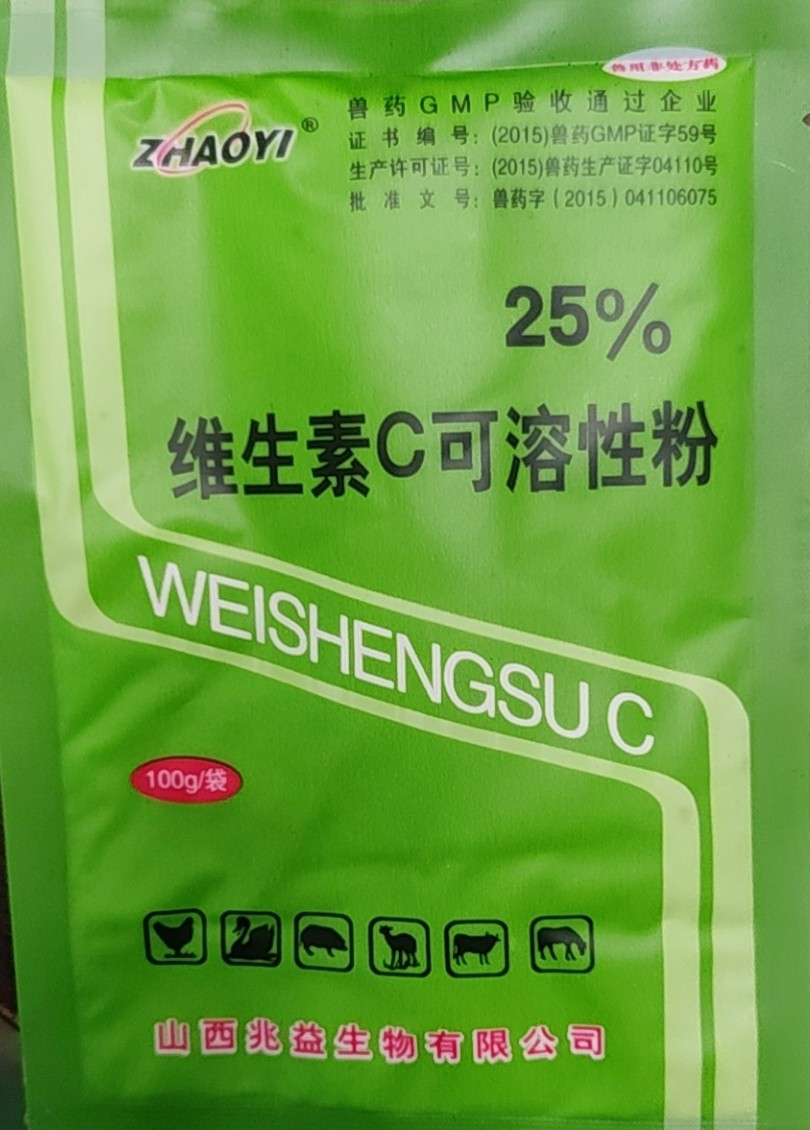 兽用非处方药
ZHAOYI®
兽药GMP验收通过企业
证书编号：(2015)兽药GMP证字59号
生产许可证号：(2015)兽药生产证字04110号
批准文号：兽药字（2015）041106075
25%
维生素C可溶性粉
WEISHENGSU C
100g/袋
山西兆益生物有限公司